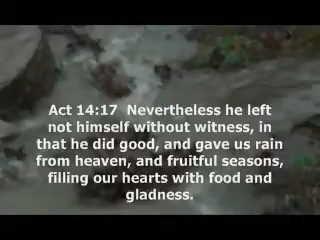 Act 14:17  Nevertheless he left
not himself without witness, in
that he did good, and gave us rain
from heaven, and fruitful seasons,
filling our hearts with food and
gladness.